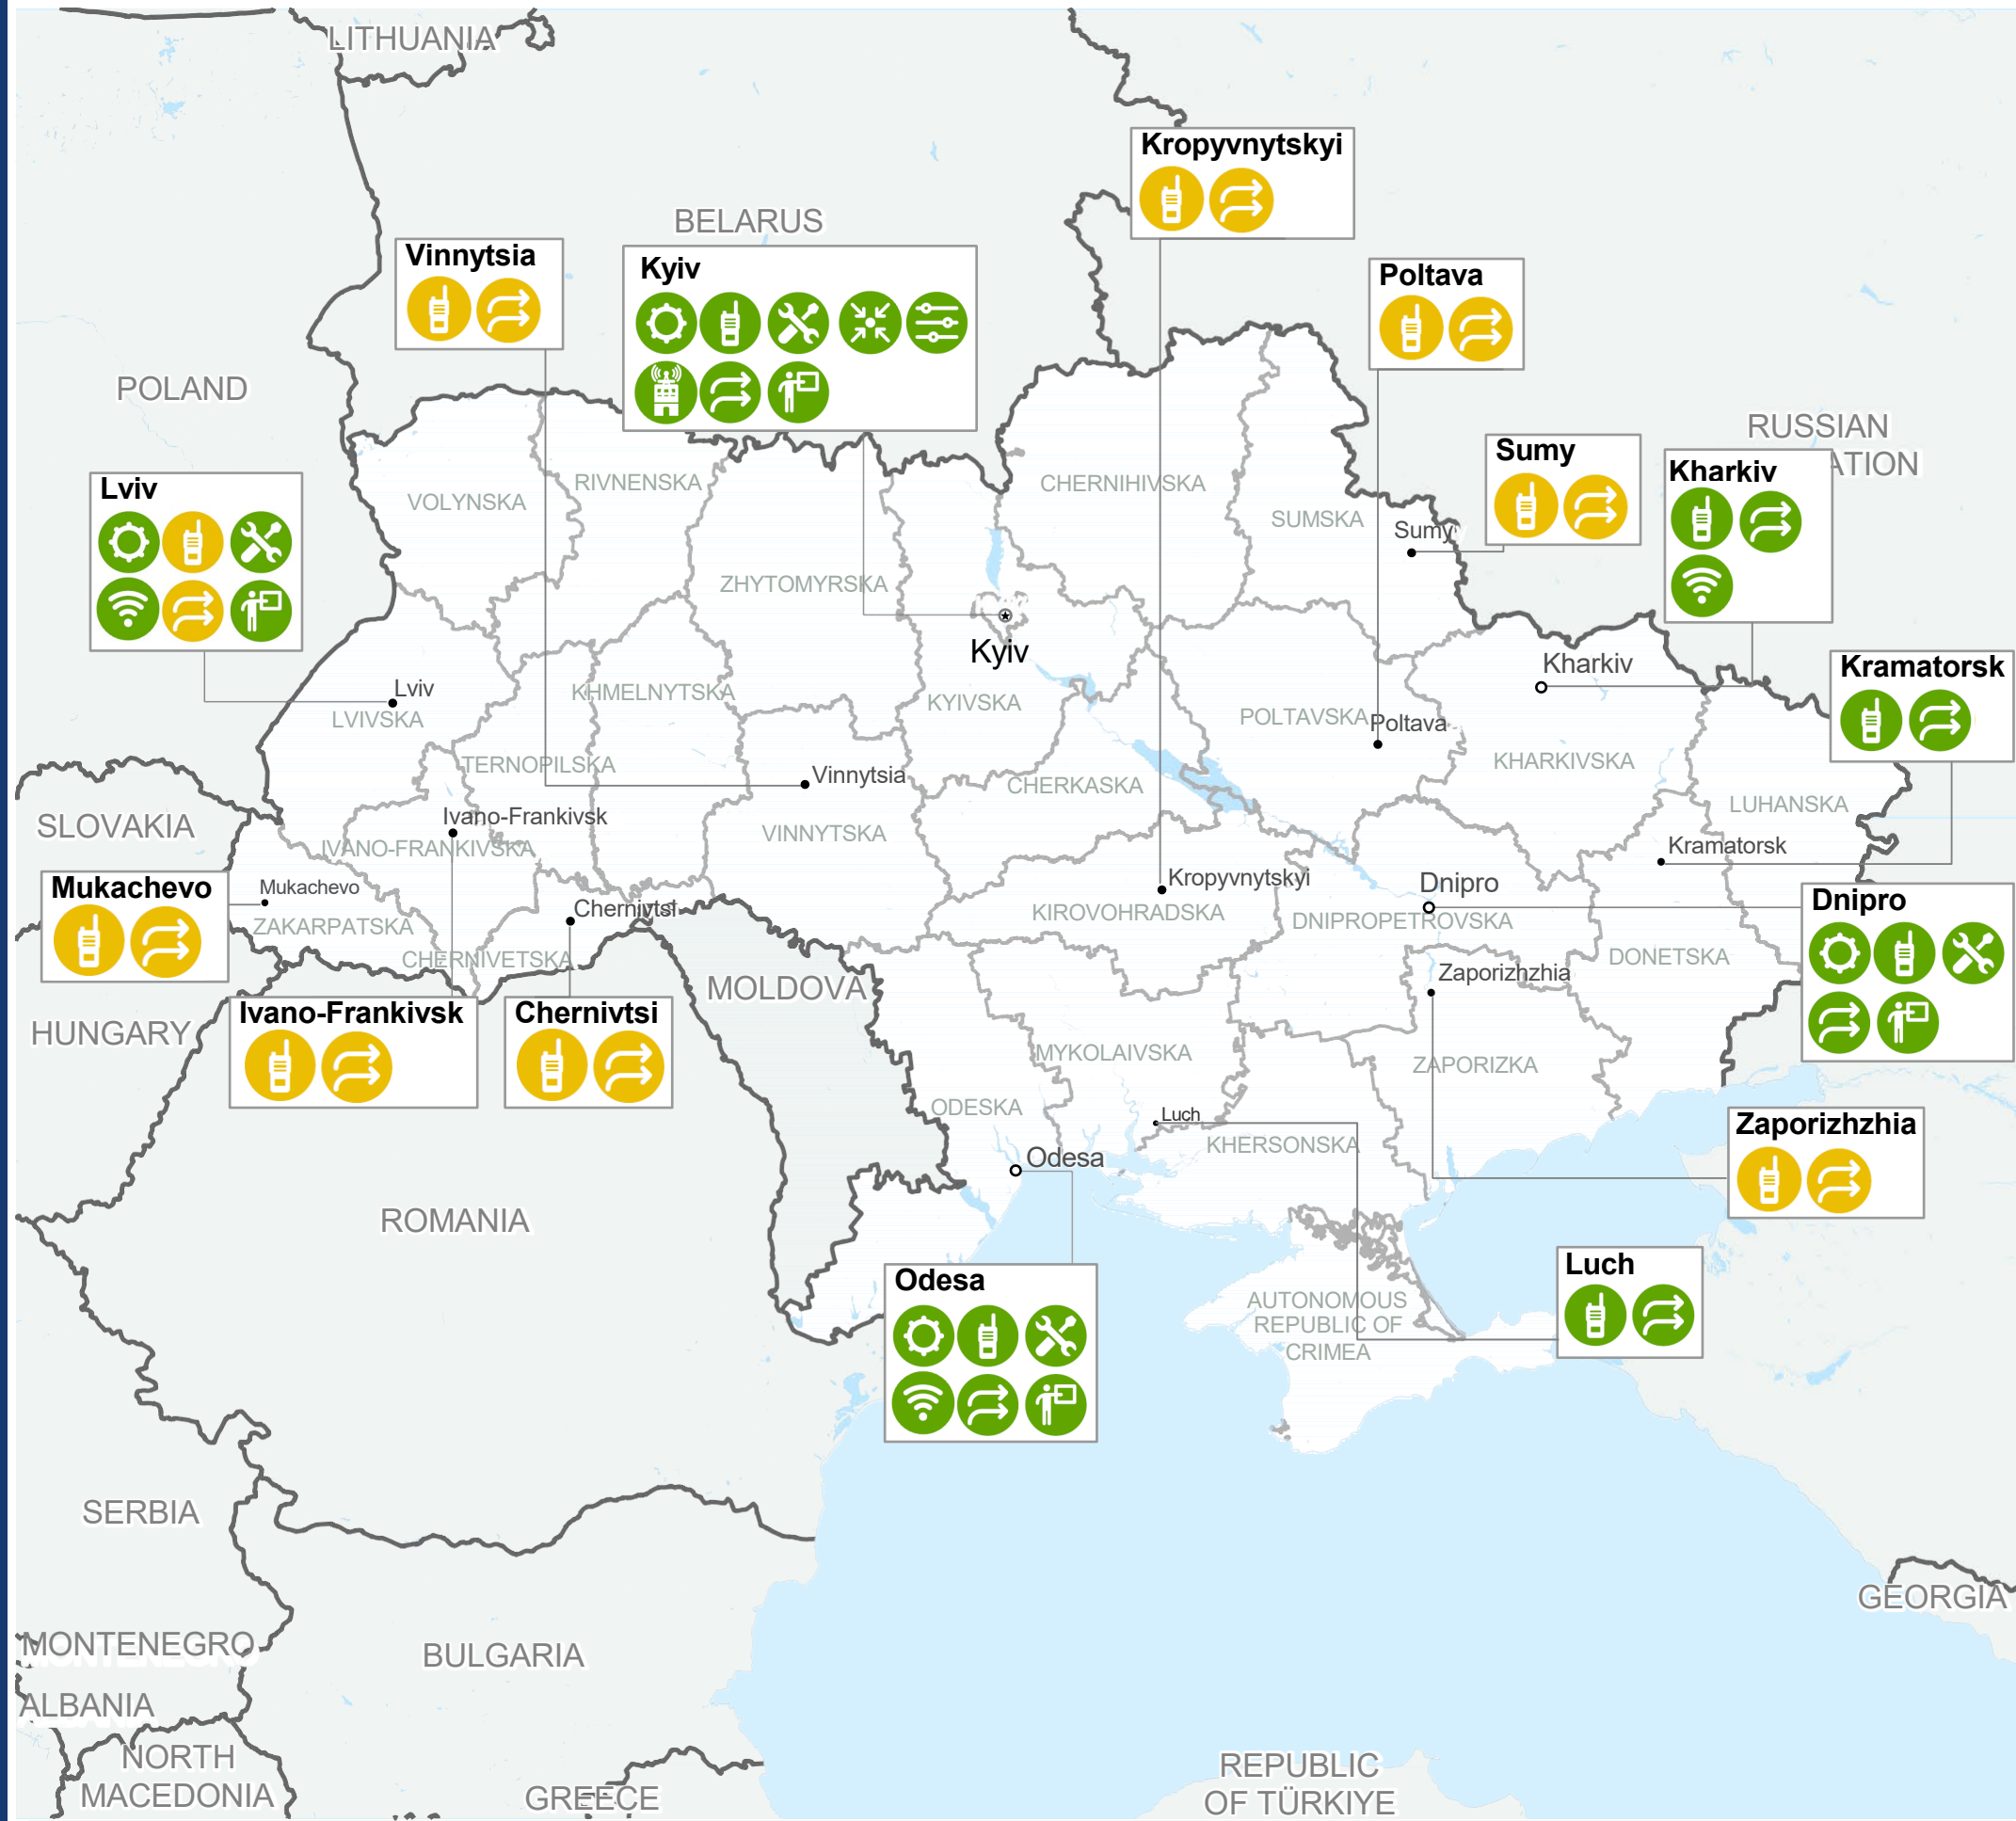 LITHUANIA
Kropyvnytskyi
BELARUS
Vinnytsia
Kyiv
Poltava
POLAND
RUSSIAN
ATION
Sumy
Kharkiv
Lviv
VOLYNSKA
RIVNENSKA
CHERNIHIVSKA
SUMSKA
Sumy
ZHYTOMYRSKA
Kyiv
Kharkiv
Kramatorsk
Lviv
LVIVSKA
KHMELNYTSKA
KYIVSKA
POLTAVSKA
Poltava
TERNOPILSKA
Vinnytsia
CHERKASKA
KHARKIVSKA
LUHANSKA
SLOVAKIA
Ivano-Frankivsk
IVANO-FRANKIVSKA
VINNYTSKA
Kramatorsk
Mukachevo
Mukachevo
Kropyvnytskyi
Dnipro
Dnipro
ZAKARPATSKA
Chernivtsi
KIROVOHRADSKA
DNIPROPETROVSKA
CHERNIVETSKA
DONETSKA
MOLDOVA
Zaporizhzhia
HUNGARY
Ivano-Frankivsk
Chernivtsi
MYKOLAIVSKA
ZAPORIZKA
ODESKA
Luch
KHERSONSKA
Zaporizhzhia
Odesa
ROMANIA
Odesa
Luch
AUTONOMOUS
REPUBLIC OF
CRIMEA
SERBIA
GEORGIA
MONTENEGRO
BULGARIA
ALBANIA
NORTH
MACEDONIA
GREECE
REPUBLIC
OF TÜRKIYE